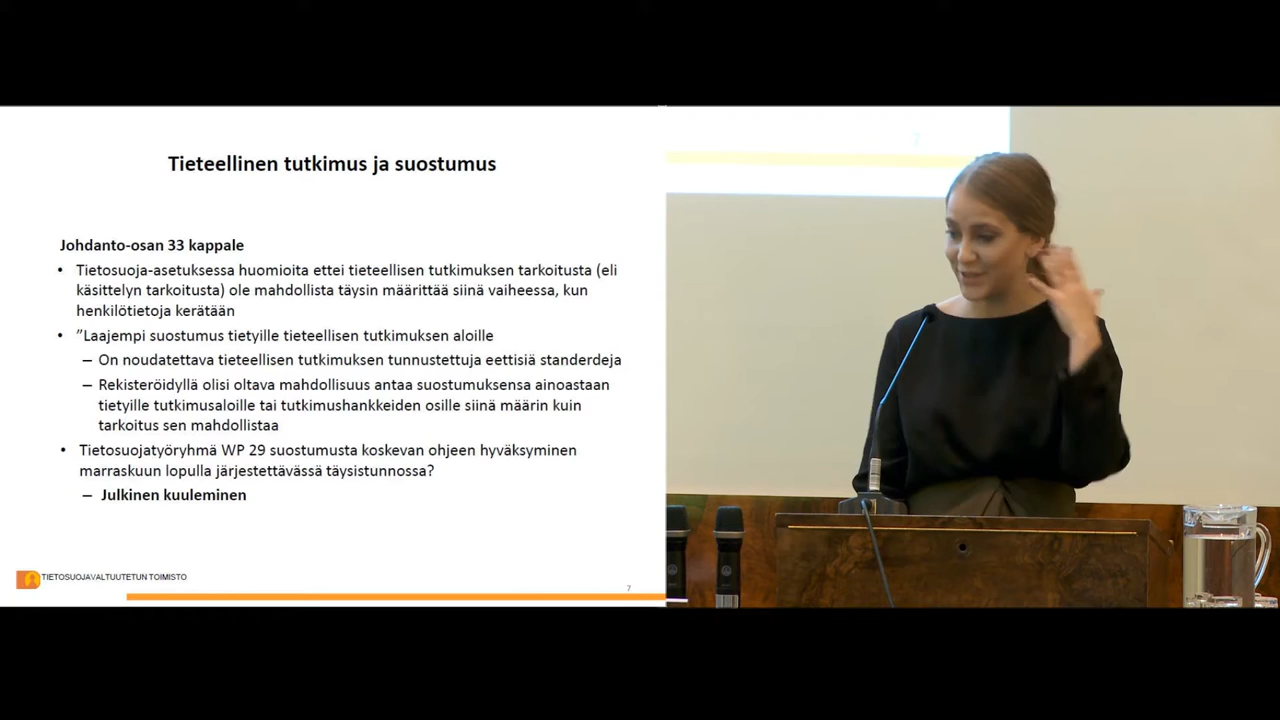 Tieteellinen tutkimus ja suostumus
Johdanto-osan 33 kappale
• Tietosuoja-asetuksessa huomioita ettei tieteellisen tutkimuksen tarkoitusta (eli
käsittelyn tarkoitusta) ole mahdollista täysin määrittää siinä vaiheessa, kun
henkilötietoja kerätään
• ”Laajempi suostumus tietyille tieteellisen tutkimuksen aloille
– On noudatettava tieteellisen tutkimuksen tunnustettuja eettisiä standerdeja
– Rekisteröidyllä olisi oltava mahdollisuus antaa suostumuksensa ainoastaan
tietyille tutkimusaloille tai tutkimushankkeiden osille siinä määrin kuin
tarkoitus sen mahdollistaa
• Tietosuojatyöryhmä WP 29 suostumusta koskevan ohjeen hyväksyminen
marraskuun lopulla järjestettävässä täysistunnossa?
– Julkinen kuuleminen
TIETOSUOJAVALTUUTETUN TOIMISTO
7